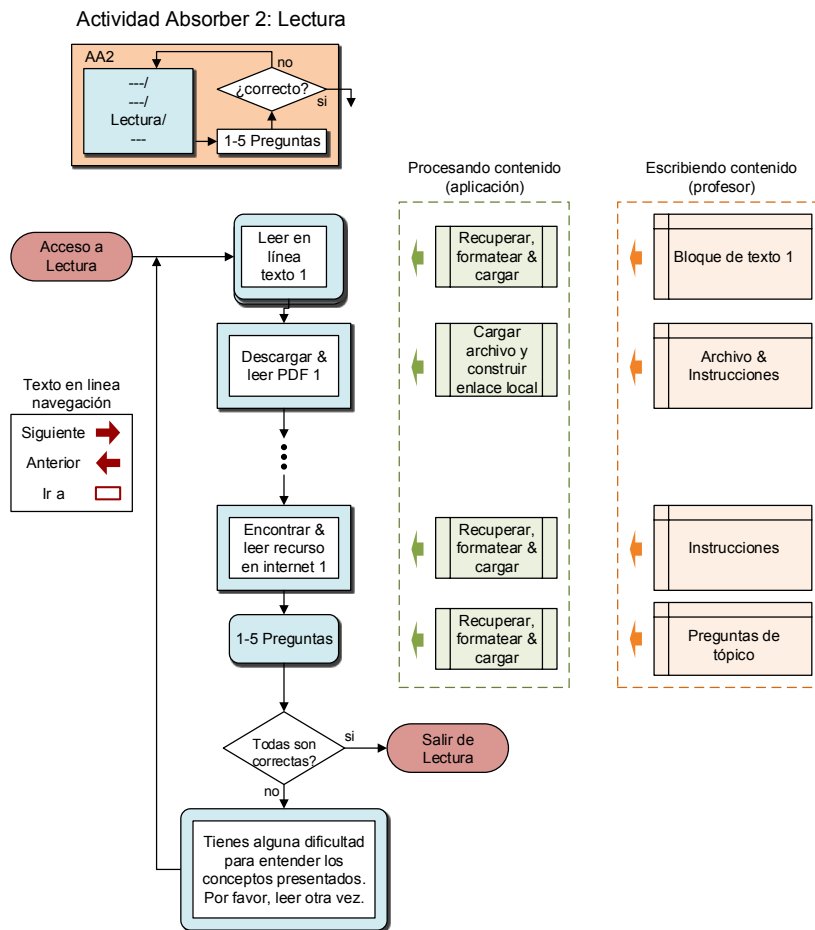 Actividad Absorber 2: Lectura
AA2
---/
---/
Lectura/
---
no
¿correcto?
si
1-5 Preguntas
Procesando contenido
(aplicación)
Escribiendo contenido
(profesor)
Acceso a
Lectura
Leer en
línea
texto 1
Recuperar,
formatear &
cargar
Bloque de texto 1
Descargar &
leer PDF 1
Cargar
archivo y
construir
enlace local
Archivo &
Instrucciones
Texto en linea
navegación
Siguiente
Anterior
Ir a
Encontrar &
leer recurso
en internet 1
Recuperar,
formatear &
cargar
Instrucciones
1-5 Preguntas
Recuperar,
formatear &
cargar
Preguntas de
tópico
Todas son
correctas?
si
Salir de
Lectura
no
Tienes alguna dificultad
para entender los
conceptos presentados.
Por favor, leer otra vez.